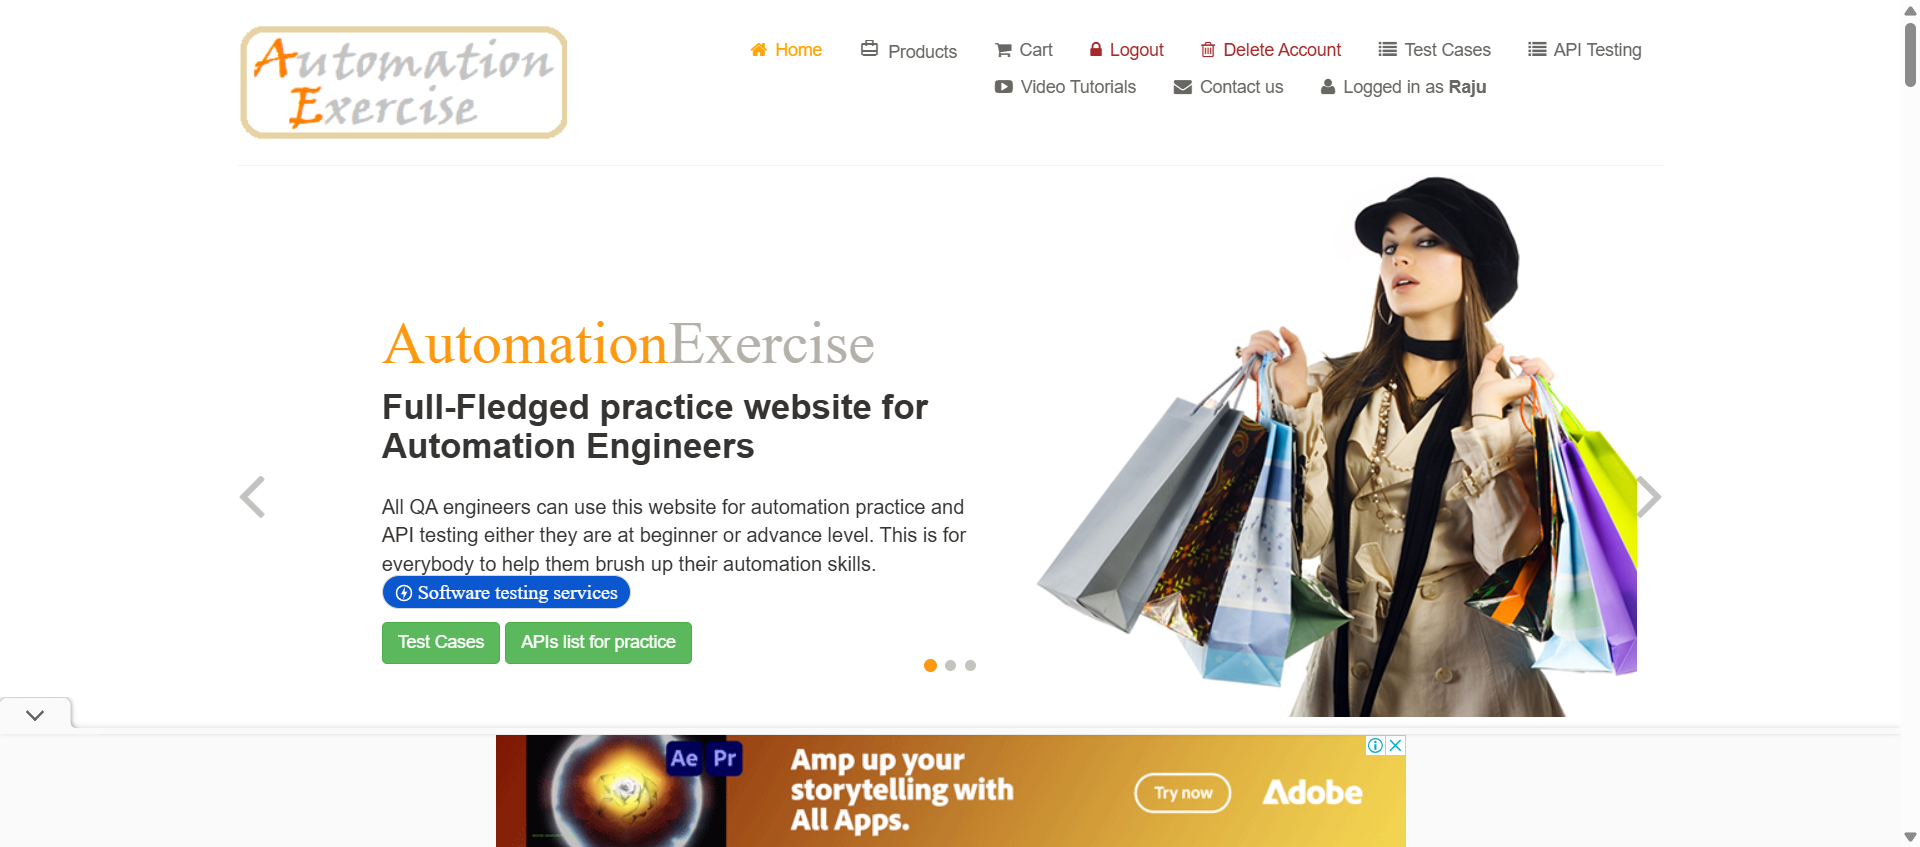 Automation
Exercise
Home
Products
Cart
Logout
Delete Account
Test Cases
API Testing
Video Tutorials
Contact us
Logged in as Raju
AutomationExercise
Full-Fledged practice website for
Automation Engineers
All QA engineers can use this website for automation practice and
API testing either they are at beginner or advance level. This is for
everybody to help them brush up their automation skills.
Software testing services
Test Cases
APIs list for practice
Ae Pr
Amp up your
storytelling with
All Apps.
Try now
Adobe